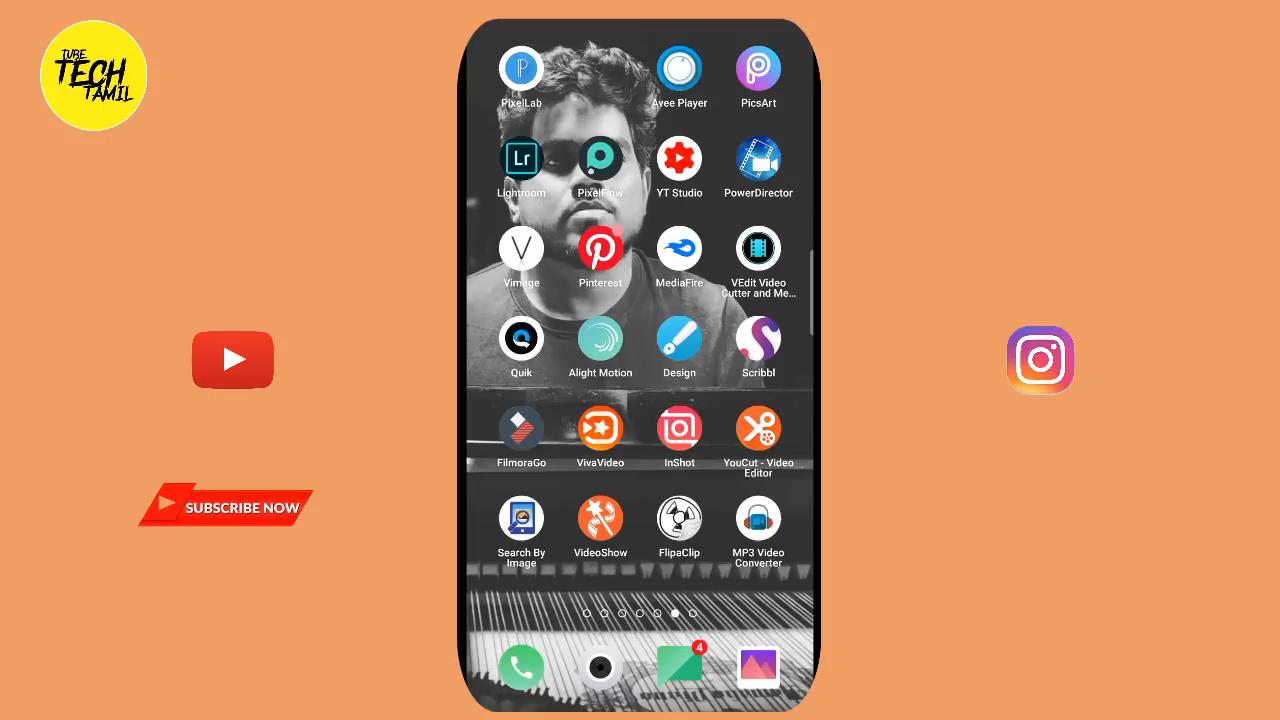 TUBE
TECH
TAMIL
PixelLab
Avee Player
PicsArt
Lr
Lightroom
PixelFlow
YT Studio
PowerDirector
Vimage
Pinterest
MediaFire
VEdit Video
Cutter and Me...
Quik
Alight Motion
Design
Scribbl
FilmoraGo
VivaVideo
InShot
YouCut - Video
Editor
SUBSCRIBE NOW
Search By
Image
VideoShow
FlipaClip
MP3 Video
Converter
4